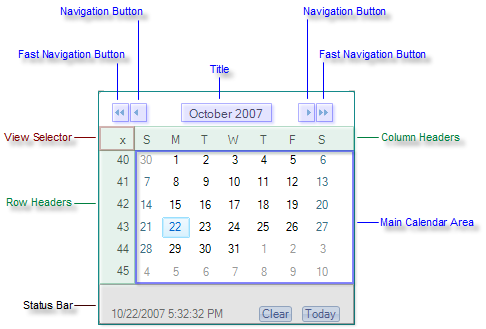 Navigation Button Navigation Button
Fast Navigation Button Fast Navigation Button
Title
October 2007
View Selector x S M T W T F S Column Headers
40 30 1 2 3 4 5 6
41 7 8 9 10 11 12 13
Row Headers 42 14 15 16 17 18 19 20
43 21 22 23 24 25 26 27 Main Calendar Area
44 28 29 30 31 1 2 3
45 4 5 6 7 8 9 10
Status Bar 10/22/2007 5:32:32 PM Clear Today